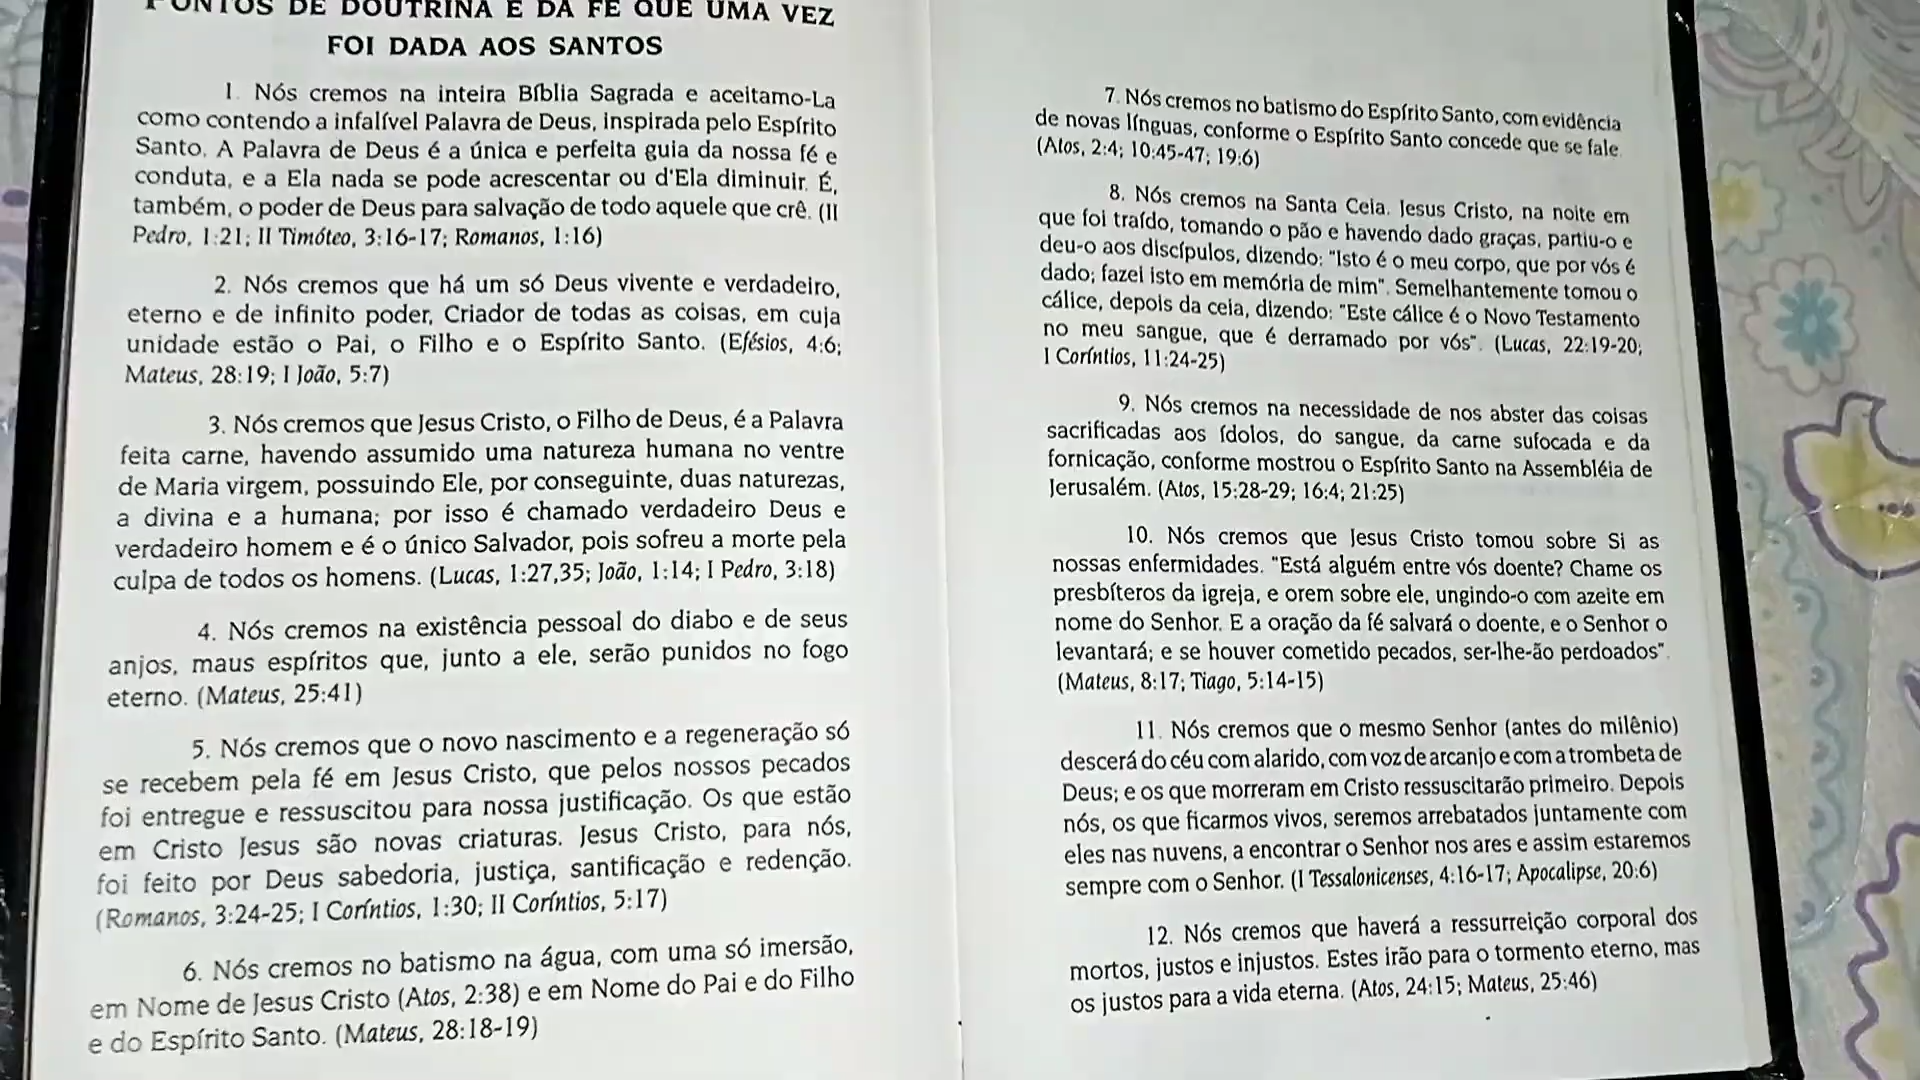 PONTOS DE DOUTRINA E DA FÉ QUE UMA VEZ
FOI DADA AOS SANTOS
1. Nós cremos na inteira Bíblia Sagrada e aceitamo-La
como contendo a infalível Palavra de Deus, inspirada pelo Espírito
Santo. A Palavra de Deus é a única e perfeita guia da nossa fé e
conduta, e a Ela nada se pode acrescentar ou d'Ela diminuir. É,
também, o poder de Deus para salvação de todo aquele que crê. (II
Pedro, 1:21; II Timóteo, 3:16-17; Romanos, 1:16)
2. Nós cremos que há um só Deus vivente e verdadeiro,
eterno e de infinito poder, Criador de todas as coisas, em cuja
unidade estão o Pai, o Filho e o Espírito Santo. (Efésios, 4:6;
Mateus, 28:19; I João, 5:7)
3. Nós cremos que Jesus Cristo, o Filho de Deus, é a Palavra
feita carne, havendo assumido uma natureza humana no ventre
de Maria virgem, possuindo Ele, por conseguinte, duas naturezas,
a divina e a humana; por isso é chamado verdadeiro Deus e
verdadeiro homem e é o único Salvador, pois sofreu a morte pela
culpa de todos os homens. (Lucas, 1:27,35; João, 1:14; I Pedro, 3:18)
4. Nós cremos na existência pessoal do diabo e de seus
anjos, maus espíritos que, junto a ele, serão punidos no fogo
eterno. (Mateus, 25:41)
5. Nós cremos que o novo nascimento e a regeneração só
se recebem pela fé em Jesus Cristo, que pelos nossos pecados
foi entregue e ressuscitou para nossa justificação. Os que estão
em Cristo Jesus são novas criaturas. Jesus Cristo, para nós,
foi feito por Deus sabedoria, justiça, santificação e redenção.
(Romanos, 3:24-25; I Coríntios, 1:30; II Coríntios, 5:17)
6. Nós cremos no batismo na água, com uma só imersão,
em Nome de Jesus Cristo (Atos, 2:38) e em Nome do Pai e do Filho
e do Espírito Santo. (Mateus, 28:18-19)
7. Nós cremos no batismo do Espírito Santo, com evidência
de novas línguas, conforme o Espírito Santo concede que se fale.
(Atos, 2:4; 10:45-47; 19:6)
8. Nós cremos na Santa Ceia. Jesus Cristo, na noite em
que foi traído, tomando o pão e havendo dado graças, partiu-o e
deu-o aos discípulos, dizendo: "Isto é o meu corpo, que por vós é
dado; fazei isto em memória de mim". Semelhantemente tomou o
cálice, depois da ceia, dizendo: "Este cálice é o Novo Testamento
no meu sangue, que é derramado por vós". (Lucas, 22:19-20;
I Coríntios, 11:24-25)
9. Nós cremos na necessidade de nos abster das coisas
sacrificadas aos ídolos, do sangue, da carne sufocada e da
fornicação, conforme mostrou o Espírito Santo na Assembléia de
Jerusalém. (Atos, 15:28-29; 16:4; 21:25)
10. Nós cremos que Jesus Cristo tomou sobre Si as
nossas enfermidades. "Está alguém entre vós doente? Chame os
presbíteros da igreja, e orem sobre ele, ungindo-o com azeite em
nome do Senhor. E a oração da fé salvará o doente, e o Senhor o
levantará; e se houver cometido pecados, ser-lhe-ão perdoados".
(Mateus, 8:17; Tiago, 5:14-15)
11. Nós cremos que o mesmo Senhor (antes do milênio)
descerá do céu com alarido, com voz de arcanjo e com a trombeta de
Deus; e os que morreram em Cristo ressuscitarão primeiro. Depois
nós, os que ficarmos vivos, seremos arrebatados juntamente com
eles nas nuvens, a encontrar o Senhor nos ares e assim estaremos
sempre com o Senhor. (I Tessalonicenses, 4:16-17; Apocalipse, 20:6)
12. Nós cremos que haverá a ressurreição corporal dos
mortos, justos e injustos. Estes irão para o tormento eterno, mas
os justos para a vida eterna. (Atos, 24:15; Mateus, 25:46)